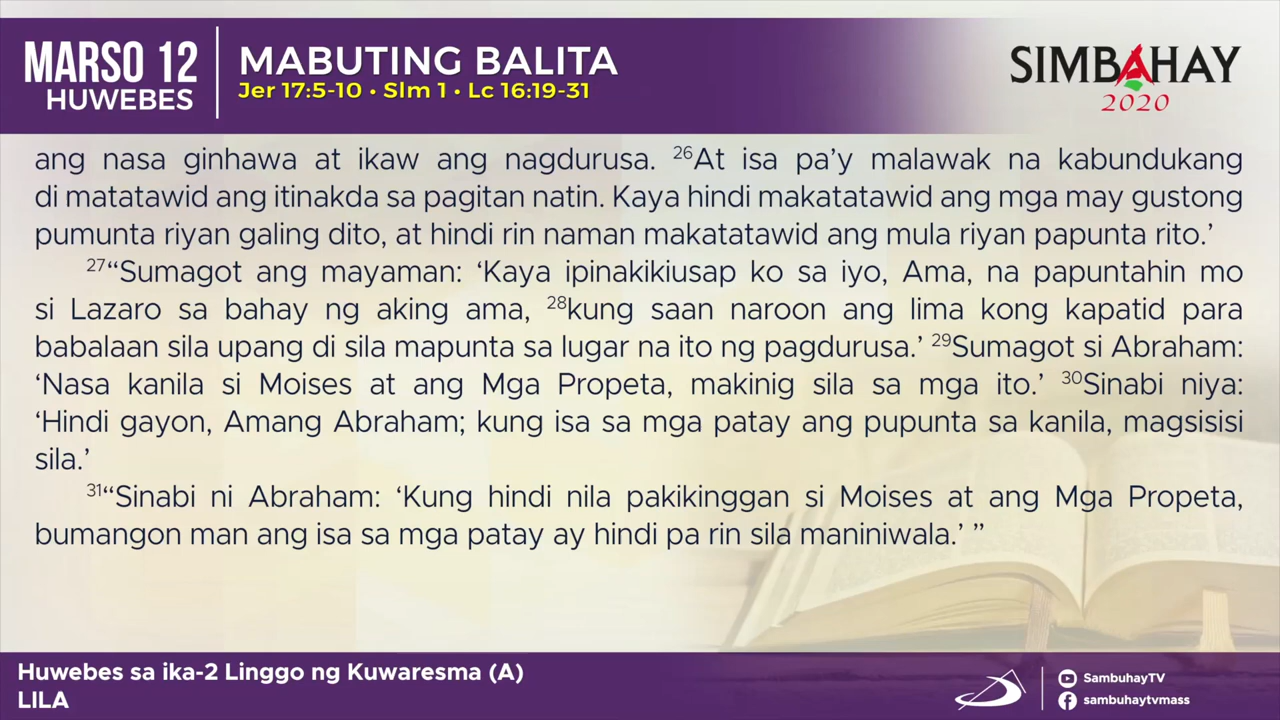 MARSO 12
HUWEBES
MABUTING BALITA
Jer 17:5-10 • Slm 1 • Lc 16:19-31
SIMBAHAY
2020
ang nasa ginhawa at ikaw ang nagdurusa. 26At isa pa’y malawak na kabundukang
di matatawid ang itinakda sa pagitan natin. Kaya hindi makatatawid ang mga may gustong
pumunta riyan galing dito, at hindi rin naman makatatawid ang mula riyan papunta rito.’
27“Sumagot ang mayaman: ‘Kaya ipinakikiusap ko sa iyo, Ama, na papuntahin mo
si Lazaro sa bahay ng aking ama, 28kung saan naroon ang lima kong kapatid para
babalaan sila upang di sila mapunta sa lugar na ito ng pagdurusa.’ 29Sumagot si Abraham:
‘Nasa kanila si Moises at ang Mga Propeta, makinig sila sa mga ito.’ 30Sinabi niya:
‘Hindi gayon, Amang Abraham; kung isa sa mga patay ang pupunta sa kanila, magsisisi
sila.’
31“Sinabi ni Abraham: ‘Kung hindi nila pakikinggan si Moises at ang Mga Propeta,
bumangon man ang isa sa mga patay ay hindi pa rin sila maniniwala.’ ”
Huwebes sa ika-2 Linggo ng Kuwaresma (A)
LILA
SambuhayTV
sambuhaytvmass